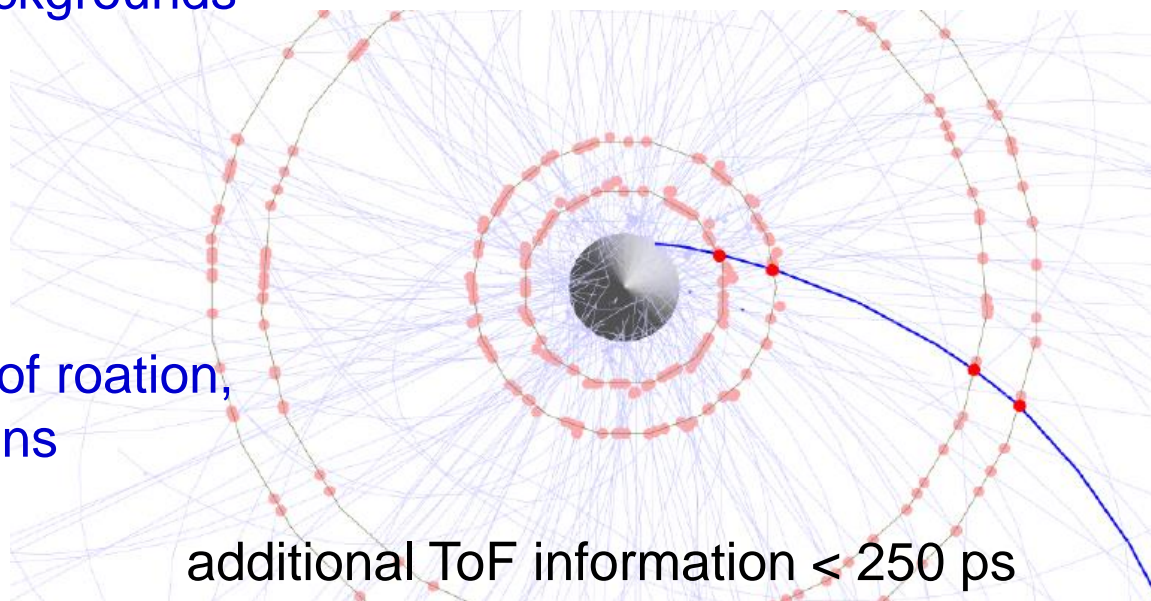 of roation,
ns
additional ToF information < 250 ps